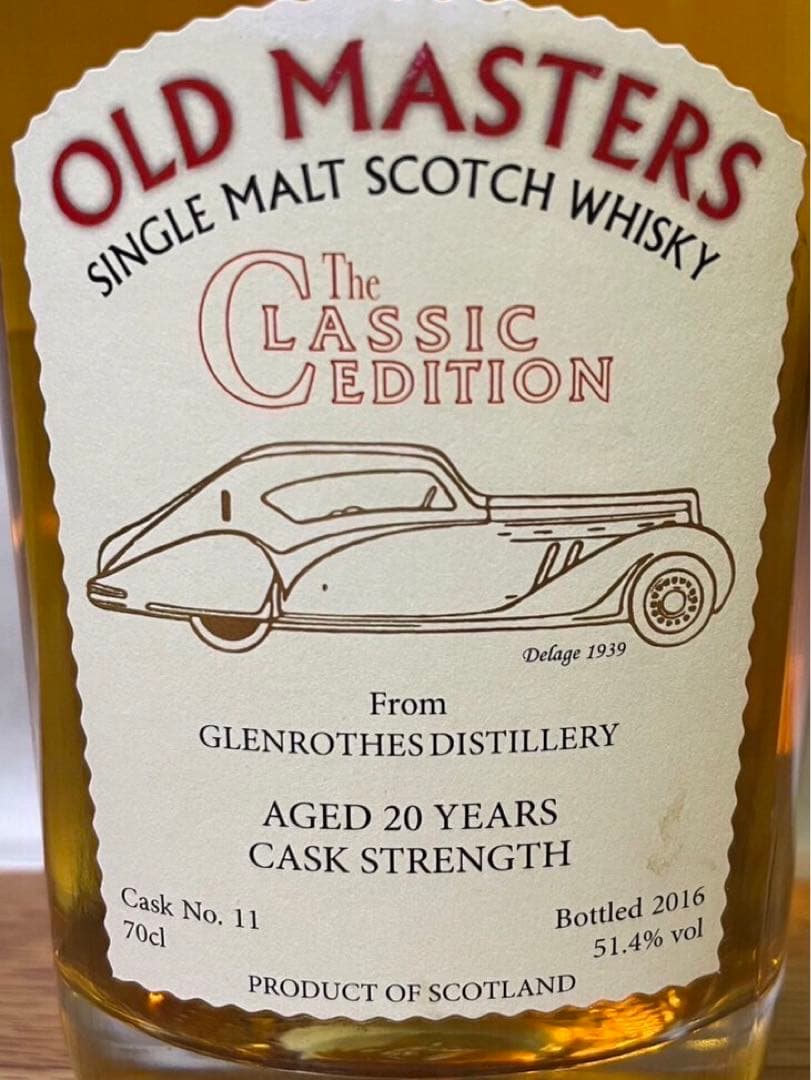 OLD MASTERS
SINGLE MALT SCOTCH WHISKY
The
CLASSIC
EDITION
Delage 1939
From
GLENROTHES DISTILLERY
AGED 20 YEARS
CASK STRENGTH
Cask No. 11
70cl
Bottled 2016
51.4% vol
PRODUCT OF SCOTLAND